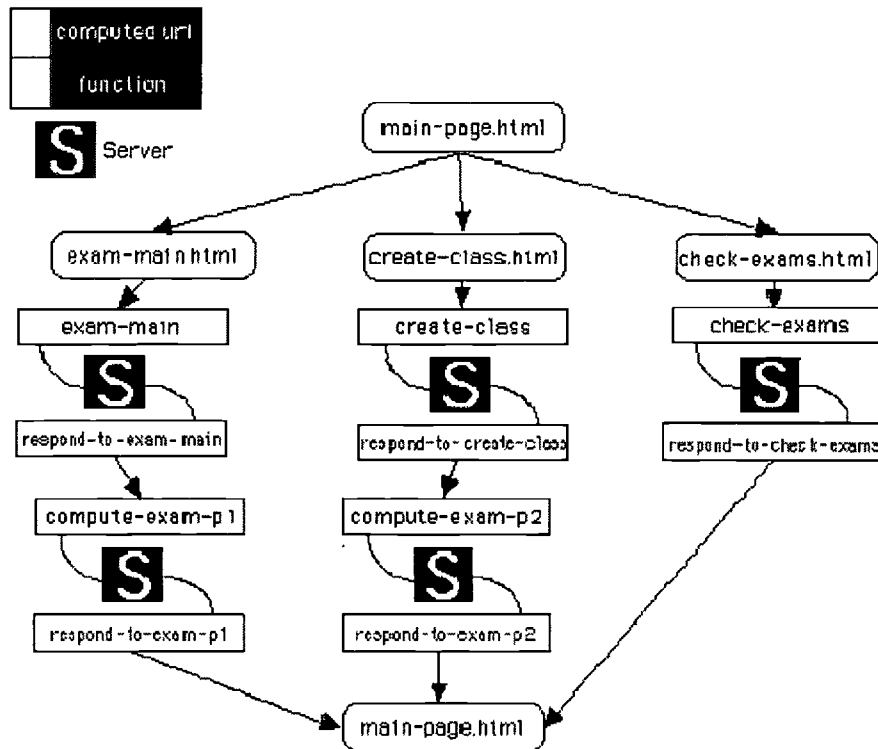 computed url
function
S Server
main-page.html
exam-main html
create-class.html
check-exams.html
exam-main
create-class
check-exams
S
S
S
respond-to-exam-main
respond-to-create-class
respond-to-check-exams
compute-exam-p1
compute-exam-p2
S
S
respond-to-exam-p1
respond-to-exam-p2
main-page.html